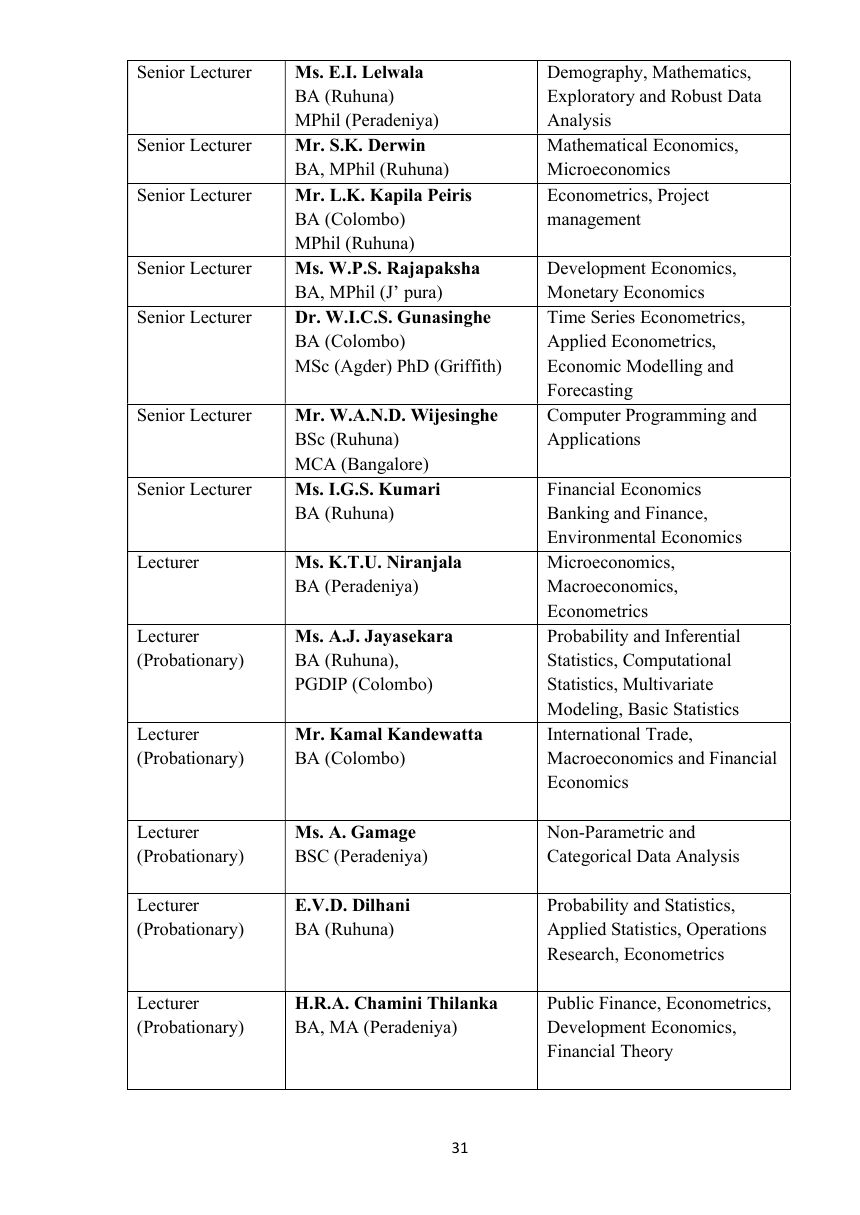 Senior Lecturer
Ms. E.I. Lelwala
BA (Ruhuna)
MPhil (Peradeniya)
Demography, Mathematics,
Exploratory and Robust Data
Analysis
Senior Lecturer
Mr. S.K. Derwin
BA, MPhil (Ruhuna)
Mathematical Economics,
Microeconomics
Senior Lecturer
Mr. L.K. Kapila Peiris
BA (Colombo)
MPhil (Ruhuna)
Econometrics, Project
management
Senior Lecturer
Ms. W.P.S. Rajapaksha
BA, MPhil (J’ pura)
Development Economics,
Monetary Economics
Senior Lecturer
Dr. W.I.C.S. Gunasinghe
BA (Colombo)
MSc (Agder) PhD (Griffith)
Time Series Econometrics,
Applied Econometrics,
Economic Modelling and
Forecasting
Senior Lecturer
Mr. W.A.N.D. Wijesinghe
BSc (Ruhuna)
MCA (Bangalore)
Computer Programming and
Applications
Senior Lecturer
Ms. I.G.S. Kumari
BA (Ruhuna)
Financial Economics
Banking and Finance,
Environmental Economics
Lecturer
Ms. K.T.U. Niranjala
BA (Peradeniya)
Microeconomics,
Macroeconomics,
Econometrics
Lecturer
(Probationary)
Ms. A.J. Jayasekara
BA (Ruhuna),
PGDIP (Colombo)
Probability and Inferential
Statistics, Computational
Statistics, Multivariate
Modeling, Basic Statistics
Lecturer
(Probationary)
Mr. Kamal Kandewatta
BA (Colombo)
International Trade,
Macroeconomics and Financial
Economics
Lecturer
(Probationary)
Ms. A. Gamage
BSC (Peradeniya)
Non-Parametric and
Categorical Data Analysis
Lecturer
(Probationary)
E.V.D. Dilhani
BA (Ruhuna)
Probability and Statistics,
Applied Statistics, Operations
Research, Econometrics
Lecturer
(Probationary)
H.R.A. Chamini Thilanka
BA, MA (Peradeniya)
Public Finance, Econometrics,
Development Economics,
Financial Theory
31